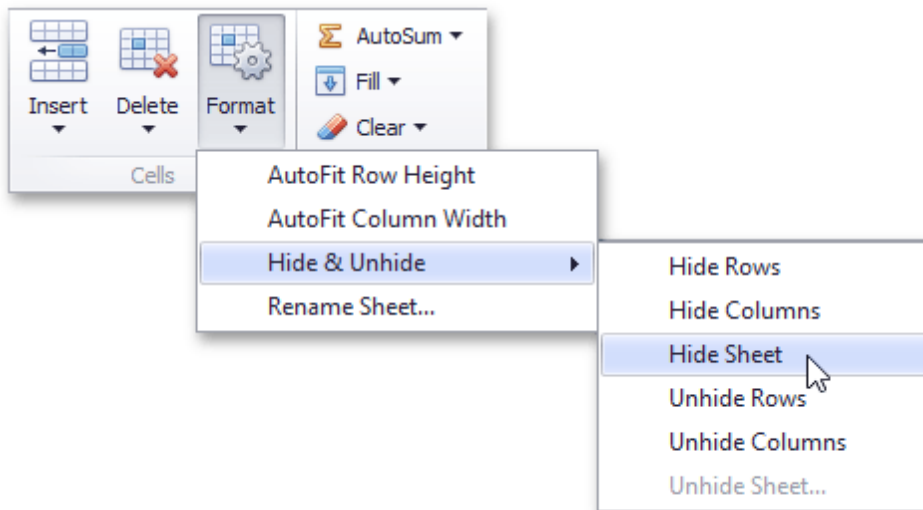 AutoSum
Fill
Insert Delete Format
Clear
Cells
AutoFit Row Height
AutoFit Column Width
Hide & Unhide
Rename Sheet...
Hide Rows
Hide Columns
Hide Sheet
Unhide Rows
Unhide Columns
Unhide Sheet...